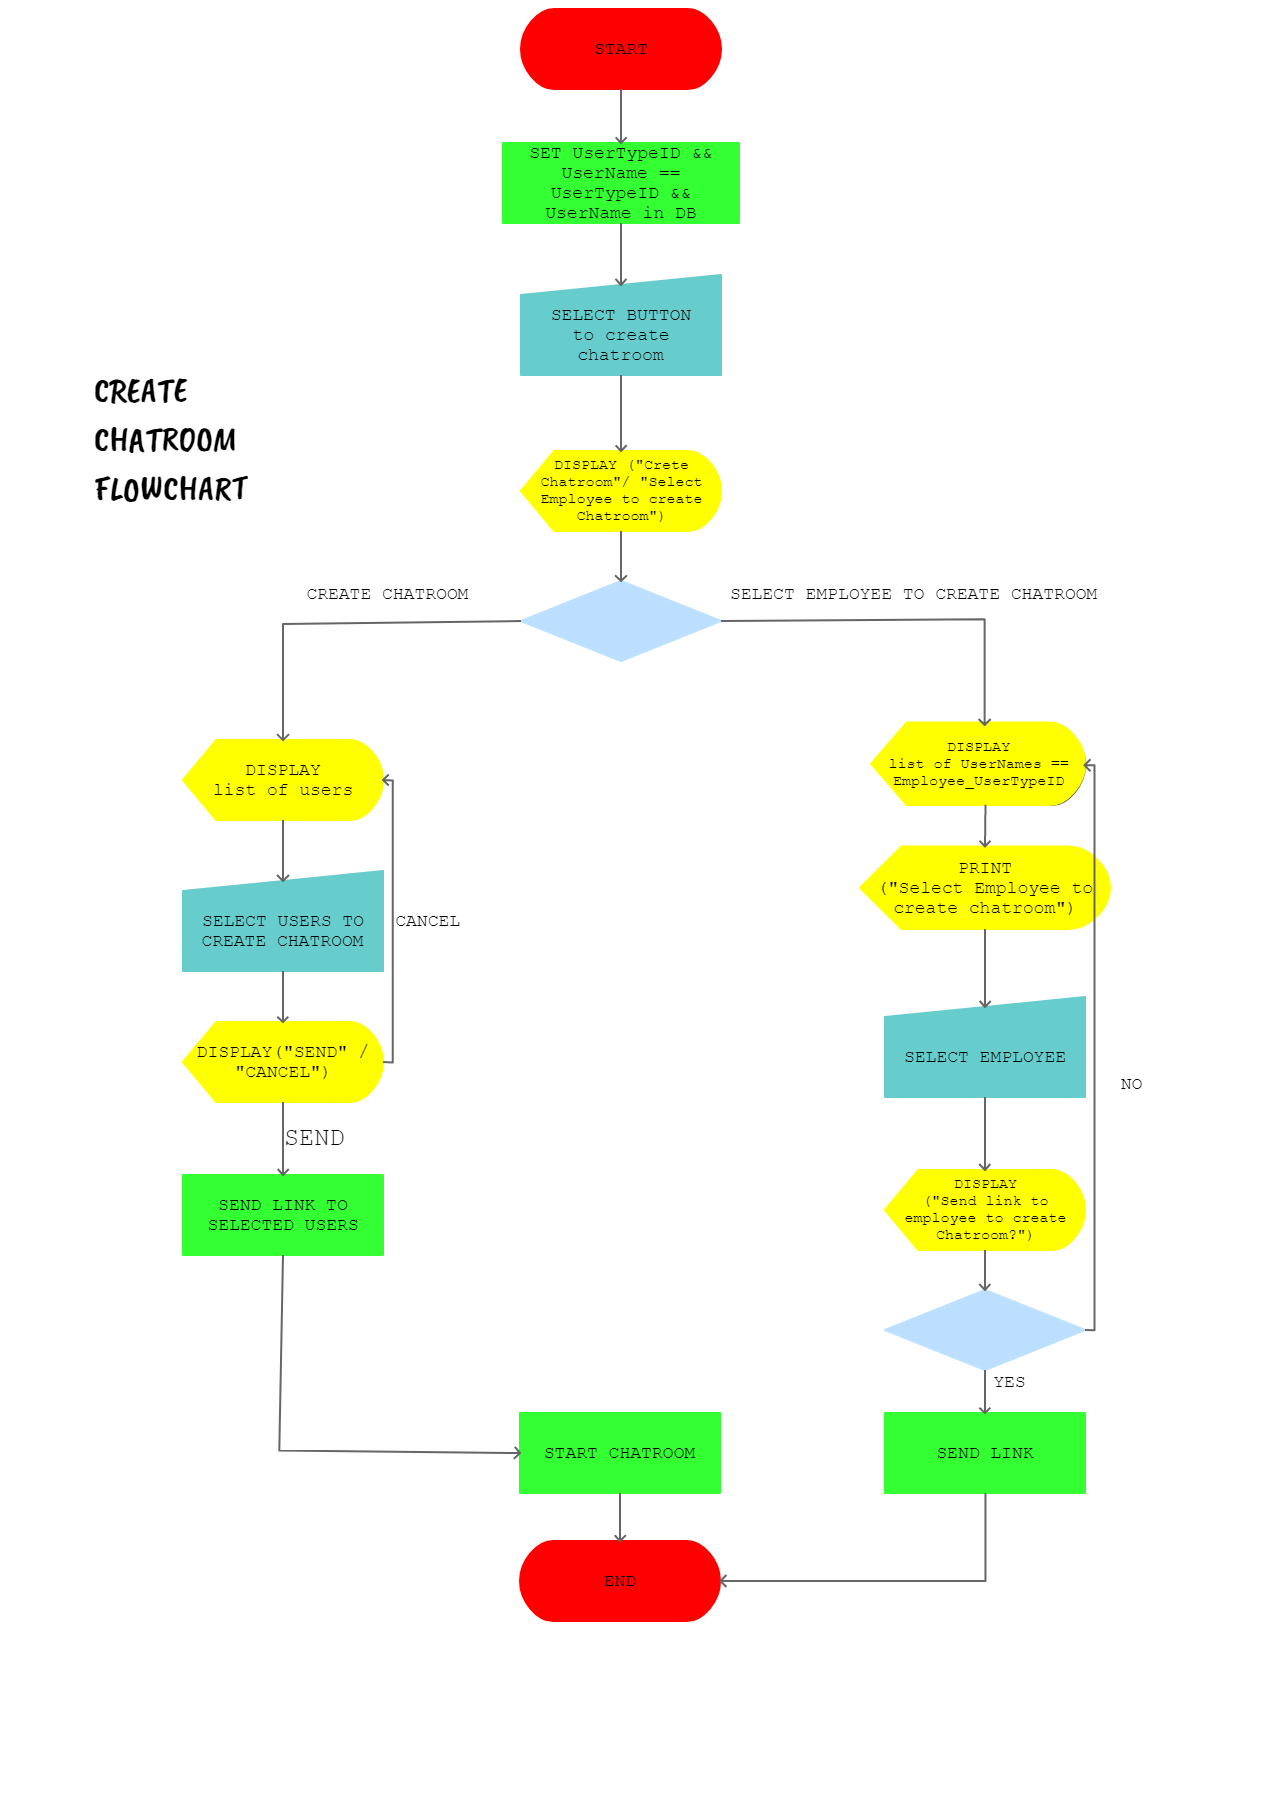 START
SET UserTypeID &&
UserName ==
UserTypeID &&
UserName in DB
SELECT BUTTON
to create
chatroom
CREATE
CHATROOM
FLOWCHART
DISPLAY ("Crete
Chatroom"/ "Select
Employee to create
Chatroom")
CREATE CHATROOM
SELECT EMPLOYEE TO CREATE CHATROOM
DISPLAY
list of users
SELECT USERS TO
CREATE CHATROOM
CANCEL
DISPLAY("SEND" /
"CANCEL")
SEND
SEND LINK TO
SELECTED USERS
DISPLAY
list of UserNames ==
Employee_UserTypeID
PRINT
("Select Employee to
create chatroom")
SELECT EMPLOYEE
NO
DISPLAY
("Send link to
employee to create
Chatroom?")
YES
START CHATROOM
SEND LINK
END